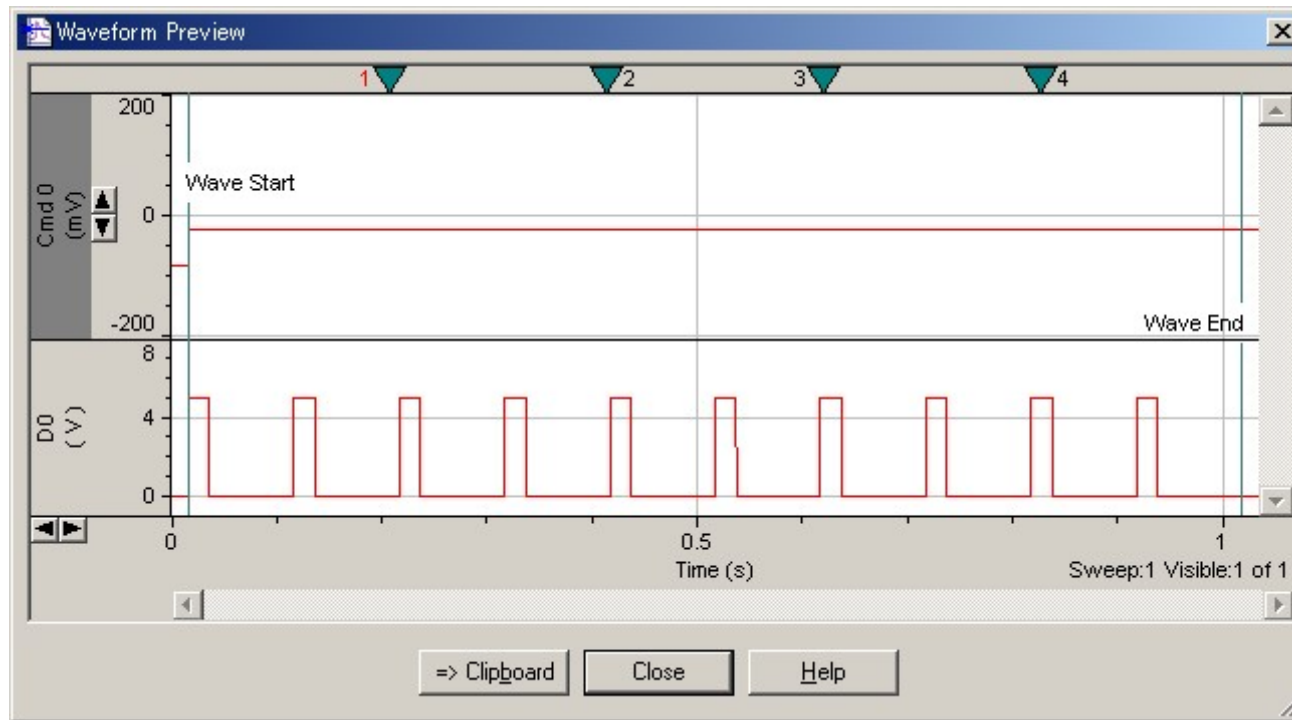 Waveform Preview
1 2 3 4
Cmd 0
(mV)
200
0
-200
Wave Start
Wave End
D0
(V)
8
4
0
0 0.5 1
Time (s)
Sweep:1 Visible:1 of 1
=> Clipboard Close Help